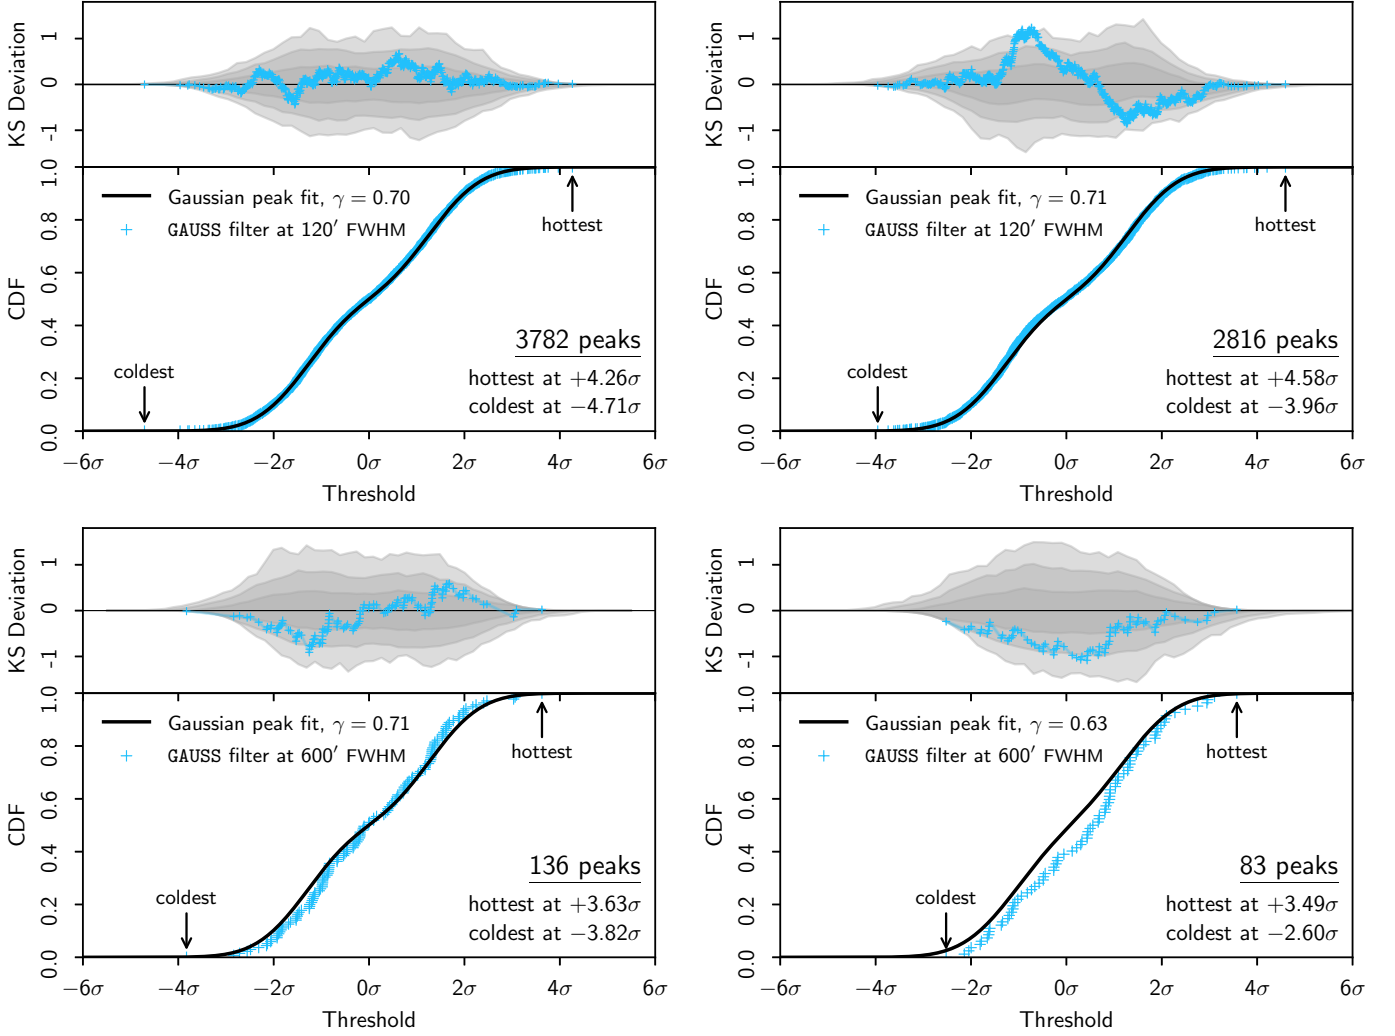 KS Deviation
1
0
-1
CDF
1.0
0.8
0.6
0.4
0.2
0.0
Gaussian peak fit, γ = 0.70
GAUSS filter at 120′ FWHM
hottest
coldest
3782 peaks
hottest at +4.26σ
coldest at −4.71σ
−6σ −4σ −2σ 0σ 2σ 4σ 6σ
Threshold
KS Deviation
1
0
-1
CDF
1.0
0.8
0.6
0.4
0.2
0.0
Gaussian peak fit, γ = 0.71
GAUSS filter at 120′ FWHM
hottest
coldest
2816 peaks
hottest at +4.58σ
coldest at −3.96σ
−6σ −4σ −2σ 0σ 2σ 4σ 6σ
Threshold
KS Deviation
1
0
-1
CDF
1.0
0.8
0.6
0.4
0.2
0.0
Gaussian peak fit, γ = 0.71
GAUSS filter at 600′ FWHM
hottest
coldest
136 peaks
hottest at +3.63σ
coldest at −3.82σ
−6σ −4σ −2σ 0σ 2σ 4σ 6σ
Threshold
KS Deviation
1
0
-1
CDF
1.0
0.8
0.6
0.4
0.2
0.0
Gaussian peak fit, γ = 0.63
GAUSS filter at 600′ FWHM
hottest
coldest
83 peaks
hottest at +3.49σ
coldest at −2.60σ
−6σ −4σ −2σ 0σ 2σ 4σ 6σ
Threshold